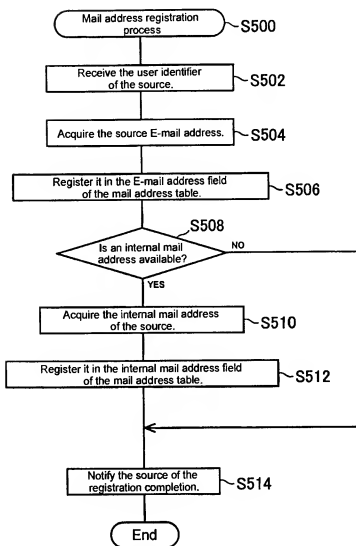 Mail address registration
process
S500
Receive the user identifier
of the source.
S502
Acquire the source E-mail address.
S504
Register it in the E-mail address field
of the mail address table.
S506
S508
Is an internal mail
address available?
NO
YES
Acquire the internal mail address
of the source.
S510
Register it in the internal mail address field
of the mail address table.
S512
Notify the source of the
registration completion.
S514
End